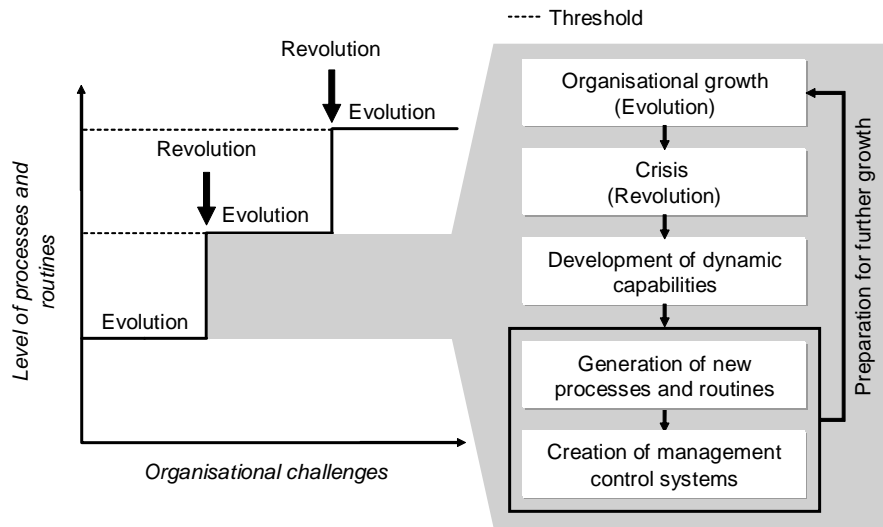 Threshold
Revolution
Evolution
Revolution
Evolution
Evolution
Level of processes and
routines
Organisational challenges
Organisational growth
(Evolution)
Crisis
(Revolution)
Development of dynamic
capabilities
Generation of new
processes and routines
Creation of management
control systems
Preparation for further growth